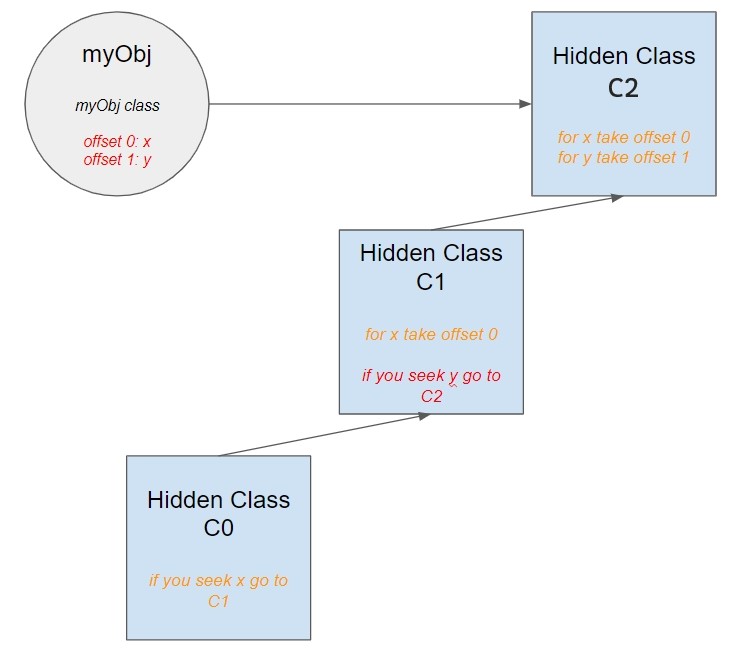 myObj
myObj class
offset 0: x
offset 1: y
Hidden Class
C2
for x take offset 0
for y take offset 1
Hidden Class
C1
for x take offset 0
if you seek y go to
C2
Hidden Class
C0
if you seek x go to
C1